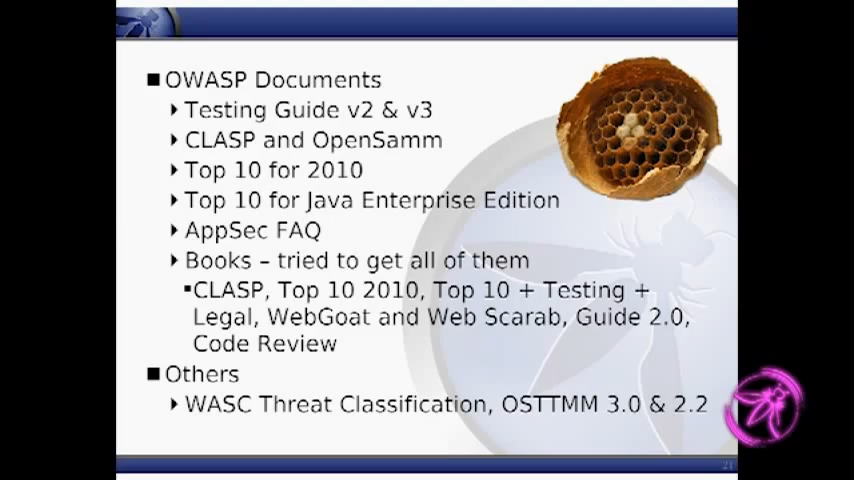 OWASP Documents
Testing Guide v2 & v3
CLASP and OpenSamm
Top 10 for 2010
Top 10 for Java Enterprise Edition
AppSec FAQ
Books – tried to get all of them
CLASP, Top 10 2010, Top 10 + Testing +
Legal, WebGoat and Web Scarab, Guide 2.0,
Code Review
Others
WASC Threat Classification, OSTTMM 3.0 & 2.2